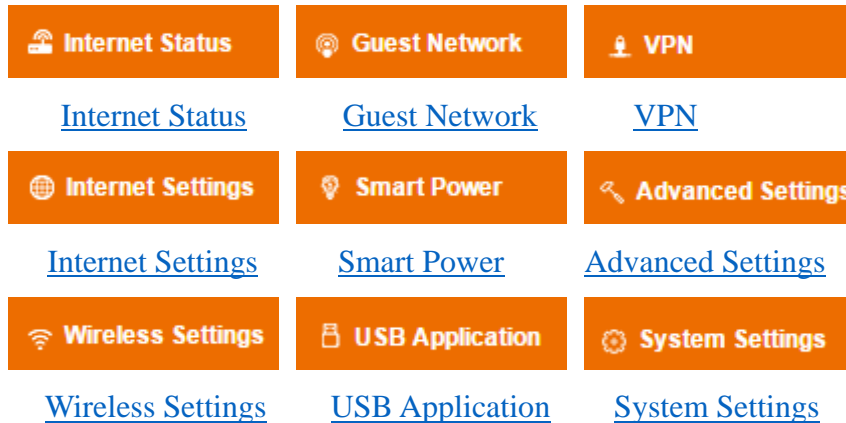 Internet Status Guest Network VPN
Internet Status Guest Network VPN
Internet Settings Smart Power Advanced Settings
Internet Settings Smart Power Advanced Settings
Wireless Settings USB Application System Settings
Wireless Settings USB Application System Settings